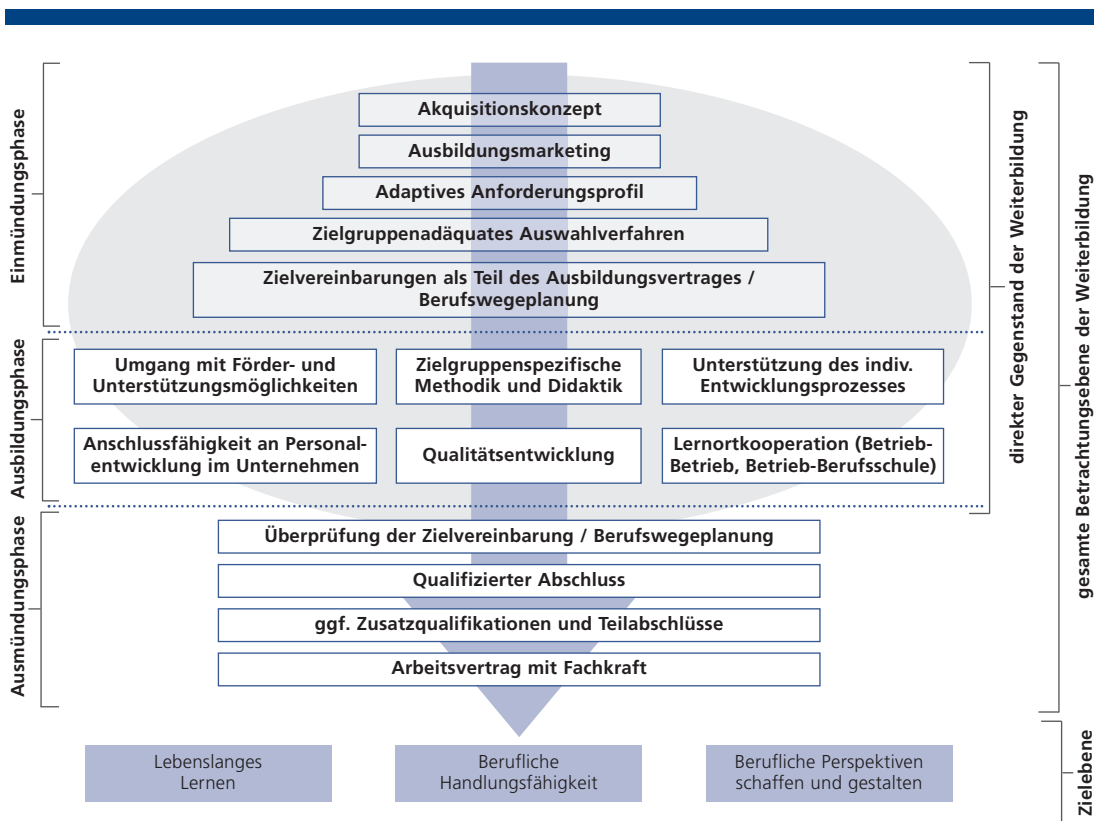 Einmündungsphase
Akquisitionskonzept
Ausbildungsmarketing
Adaptives Anforderungsprofil
Zielgruppenadäquates Auswahlverfahren
Zielvereinbarungen als Teil des Ausbildungsvertrages /
Berufswegeplanung
Ausbildungsphase
Umgang mit Förder- und
Unterstützungsmöglichkeiten
Zielgruppenspezifische
Methodik und Didaktik
Unterstützung des indiv.
Entwicklungsprozesses
Anschlussfähigkeit an Personal-
entwicklung im Unternehmen
Qualitätsentwicklung
Lernortkooperation (Betrieb-
Betrieb, Betrieb-Berufsschule)
Ausmündungsphase
Überprüfung der Zielvereinbarung / Berufswegeplanung
Qualifizierter Abschluss
ggf. Zusatzqualifikationen und Teilabschlüsse
Arbeitsvertrag mit Fachkraft
direkter Gegenstand der Weiterbildung
gesamte Betrachtungsebene der Weiterbildung
Lebenslanges
Lernen
Berufliche
Handlungsfähigkeit
Berufliche Perspektiven
schaffen und gestalten
Zielebene